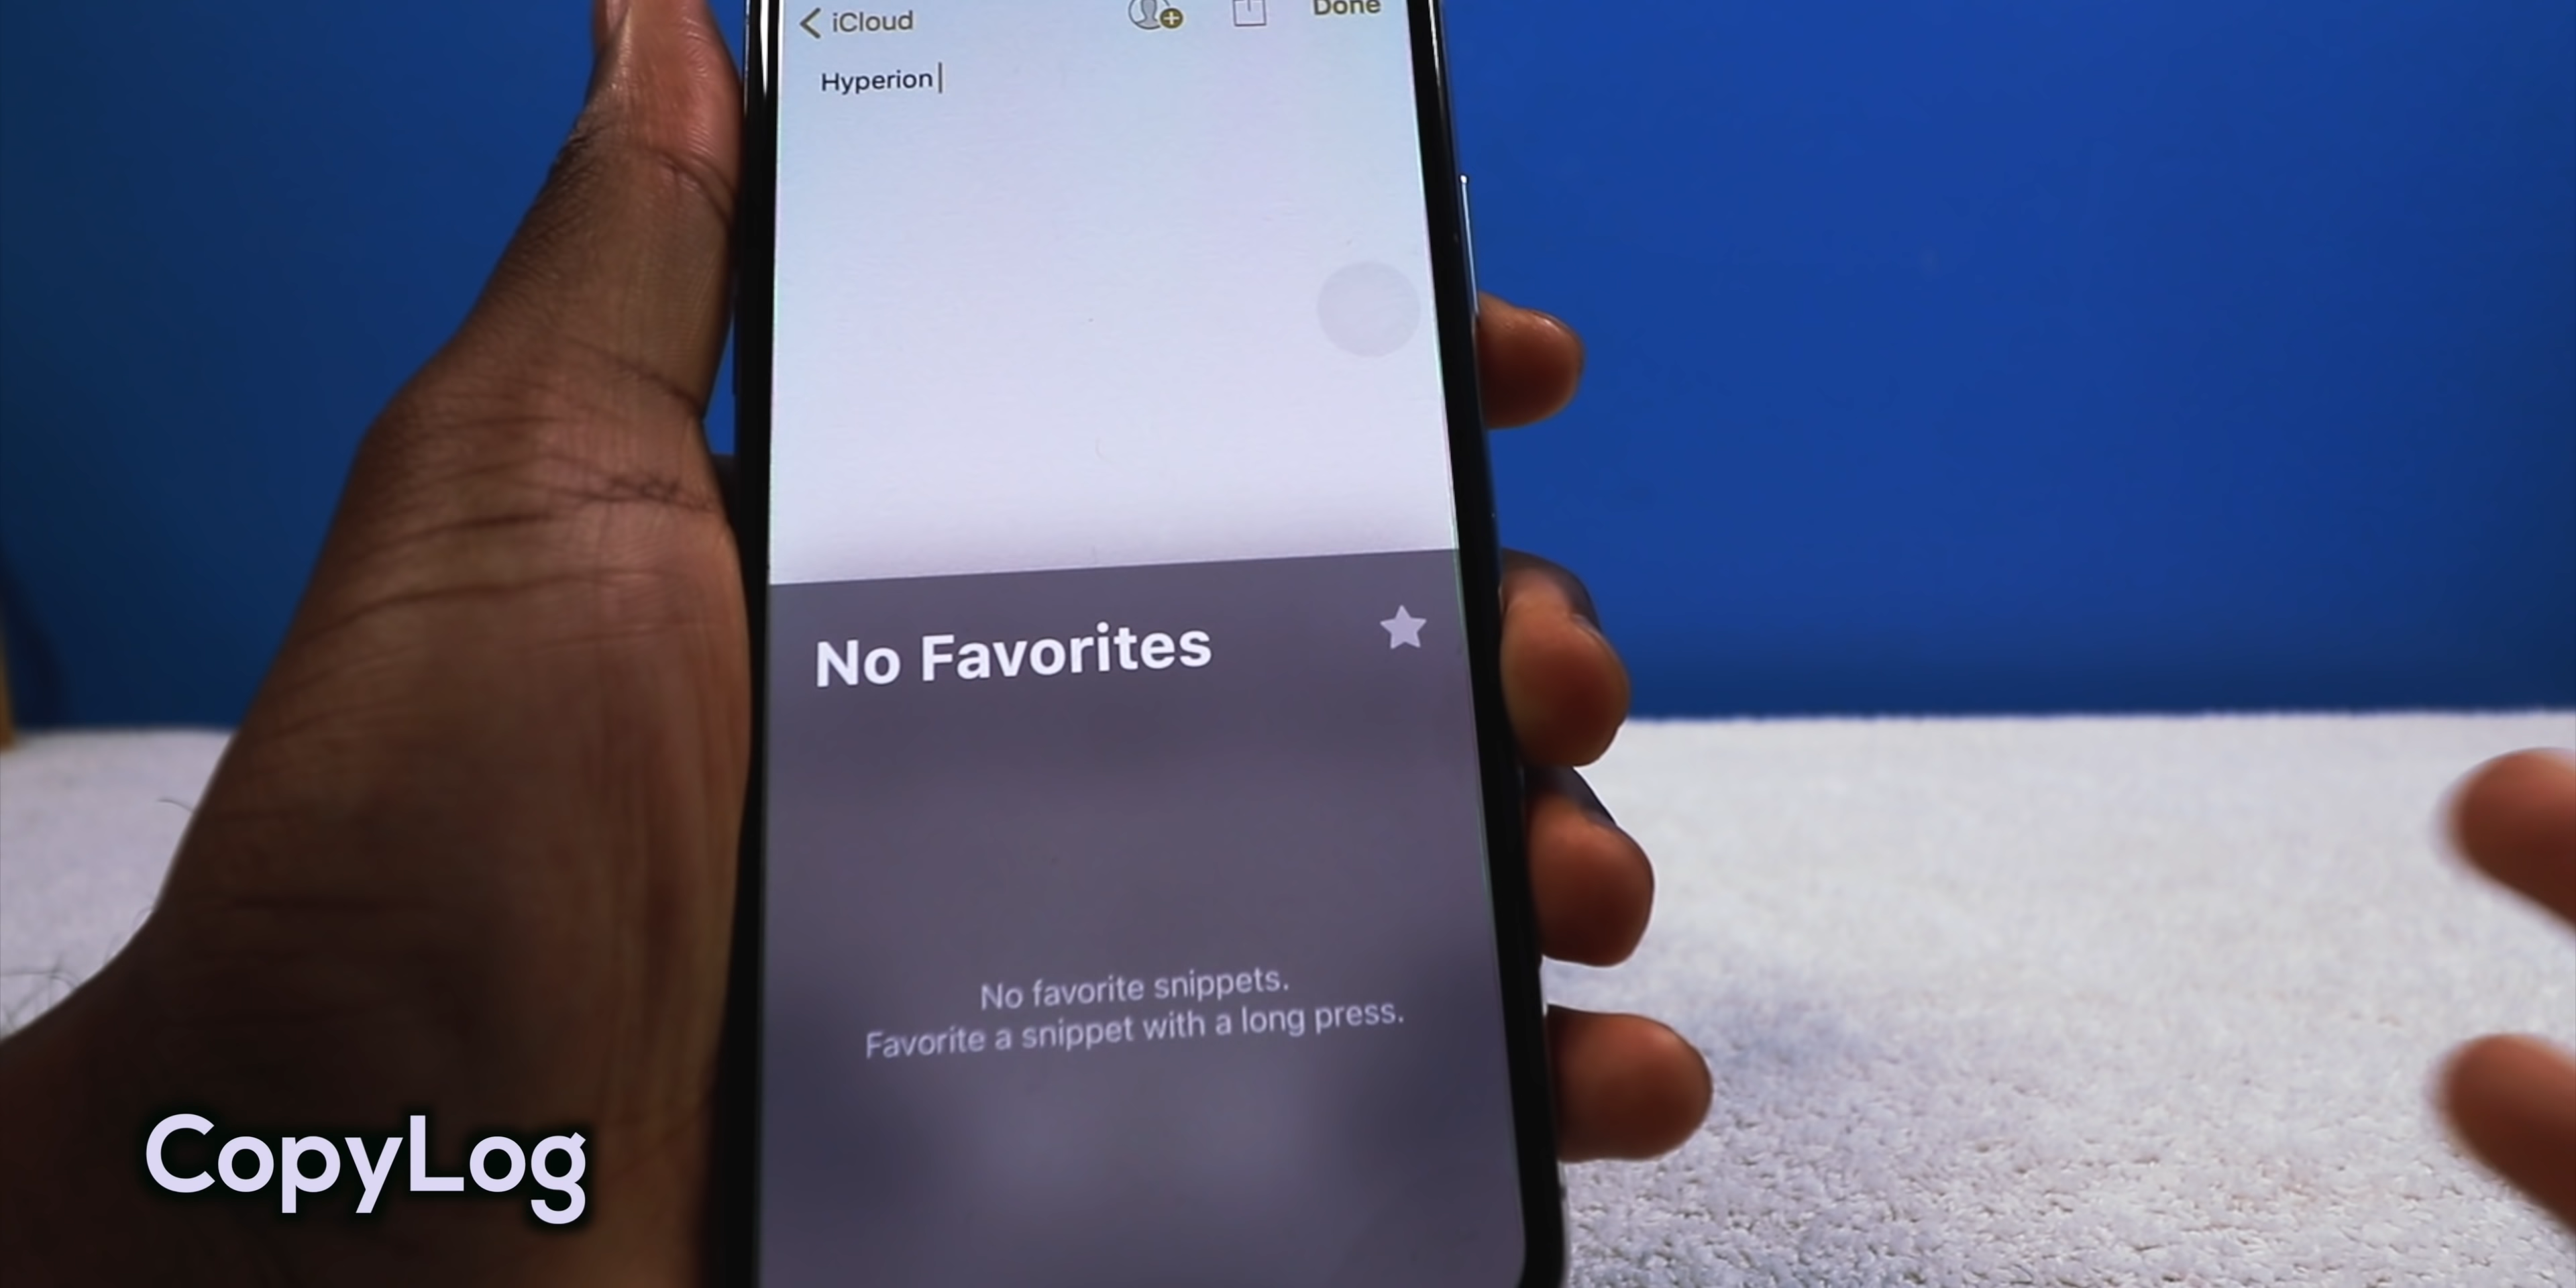 iCloud
Done
Hyperion
No Favorites
No favorite snippets.
Favorite a snippet with a long press.
CopyLog